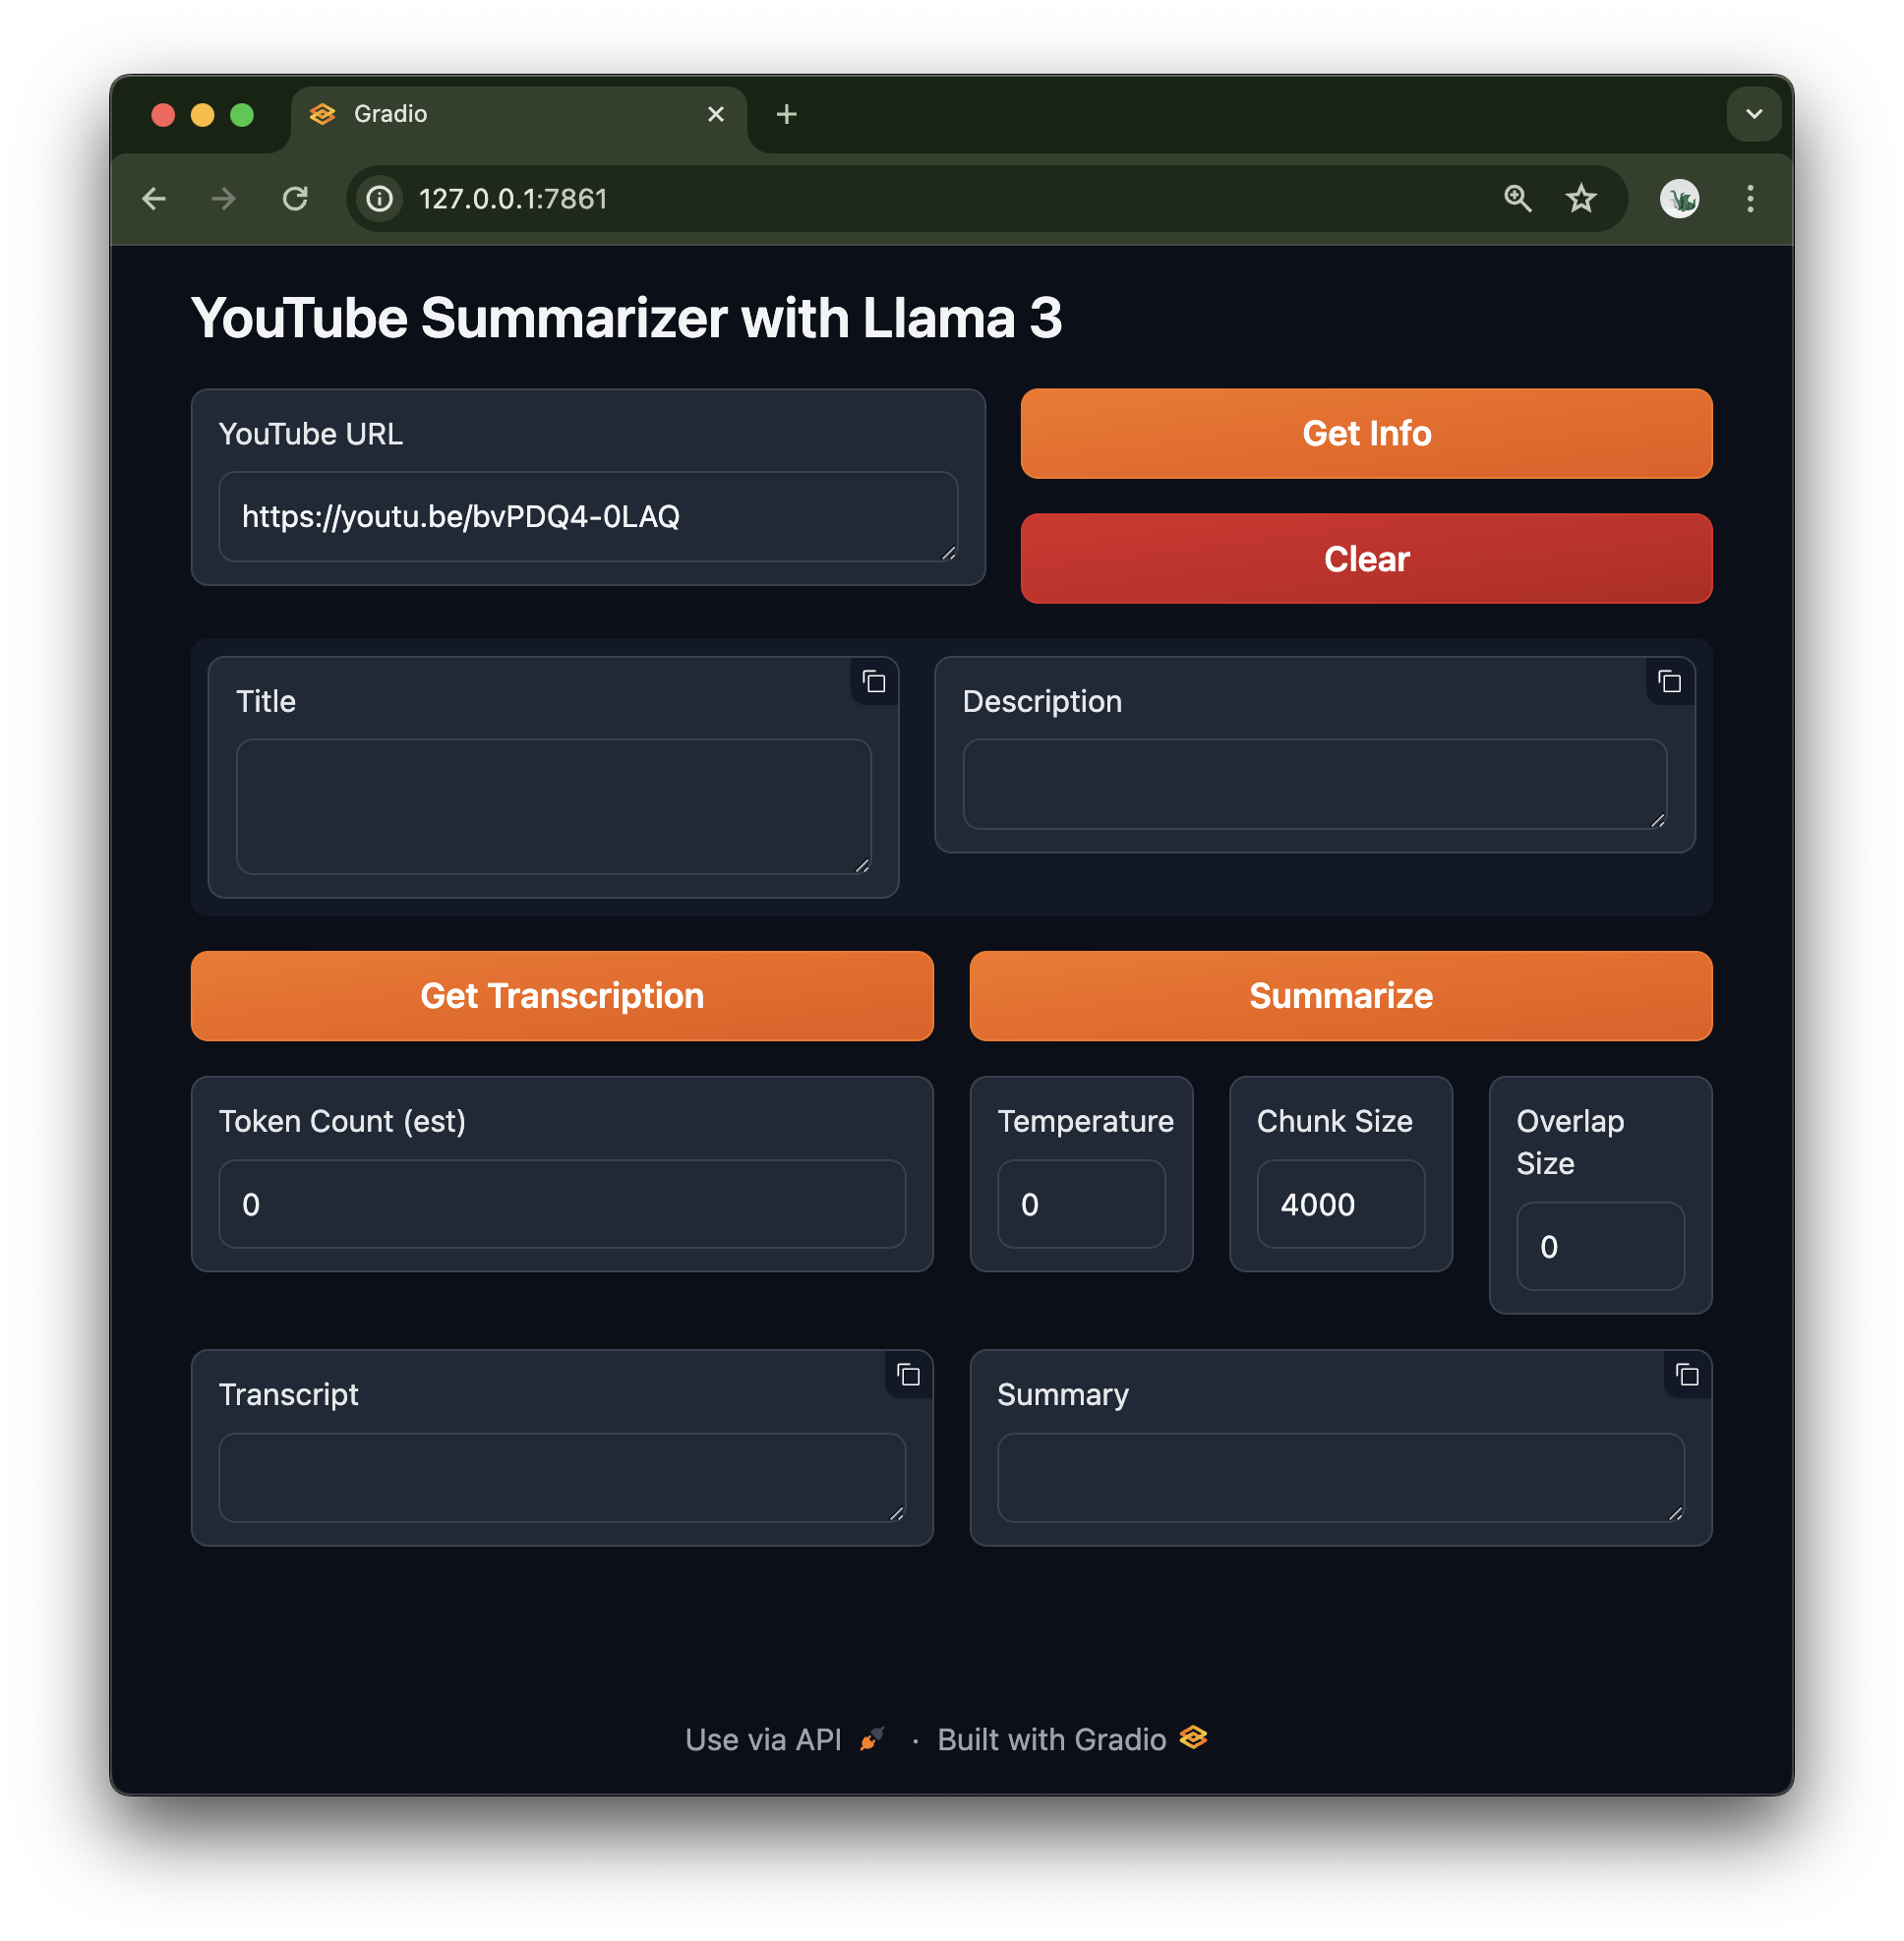 Gradio
127.0.0.1:7861
YouTube Summarizer with Llama 3
YouTube URL
https://youtu.be/bvPDQ4-0LAQ
Get Info
Clear
Title
Description
Get Transcription
Summarize
Token Count (est)
0
Temperature
0
Chunk Size
4000
Overlap
Size
0
Transcript
Summary
Use via API · Built with Gradio